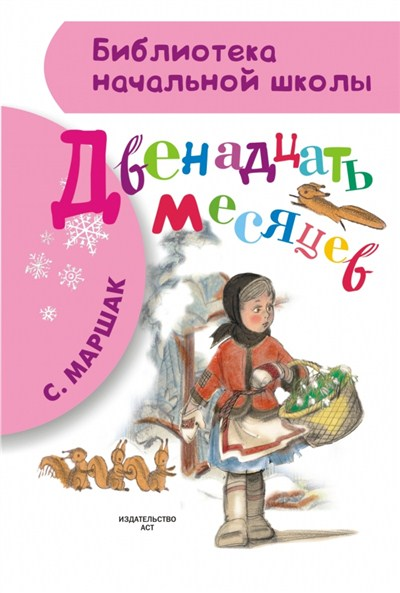 Библиотека
начальной школы
Двенадцать
месяцев
С. МАРШАК
ИЗДАТЕЛЬСТВО
АСТ